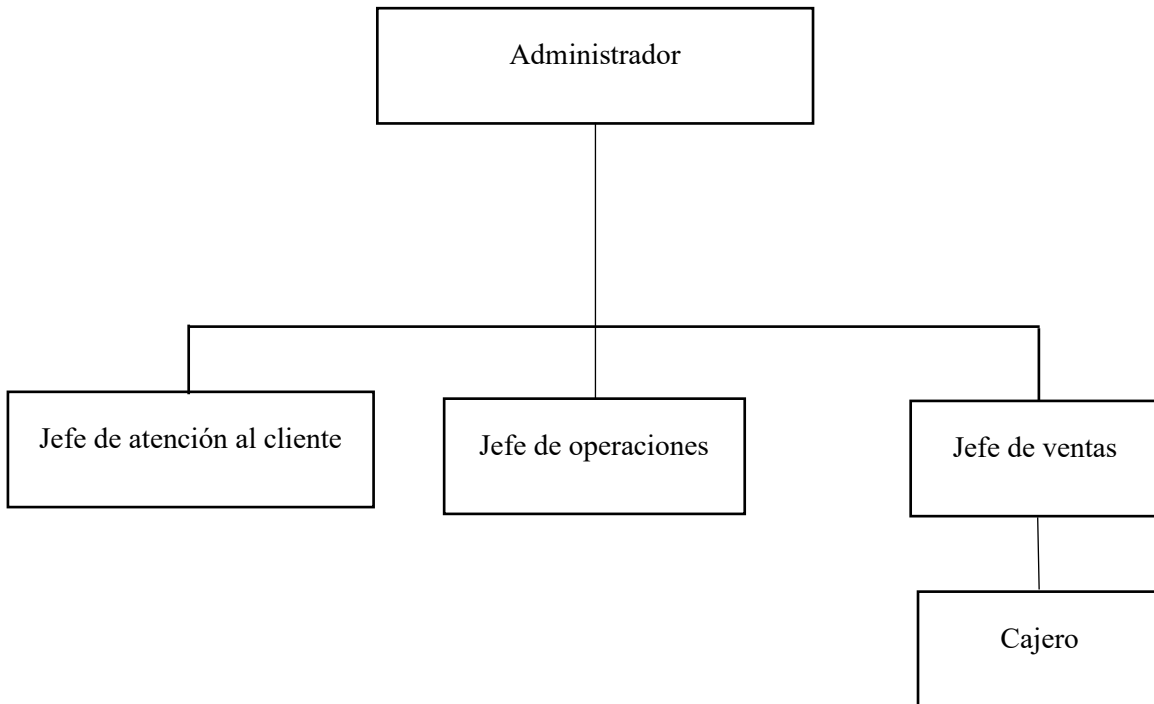 Administrador
Jefe de atención al cliente
Jefe de operaciones
Jefe de ventas
Cajero